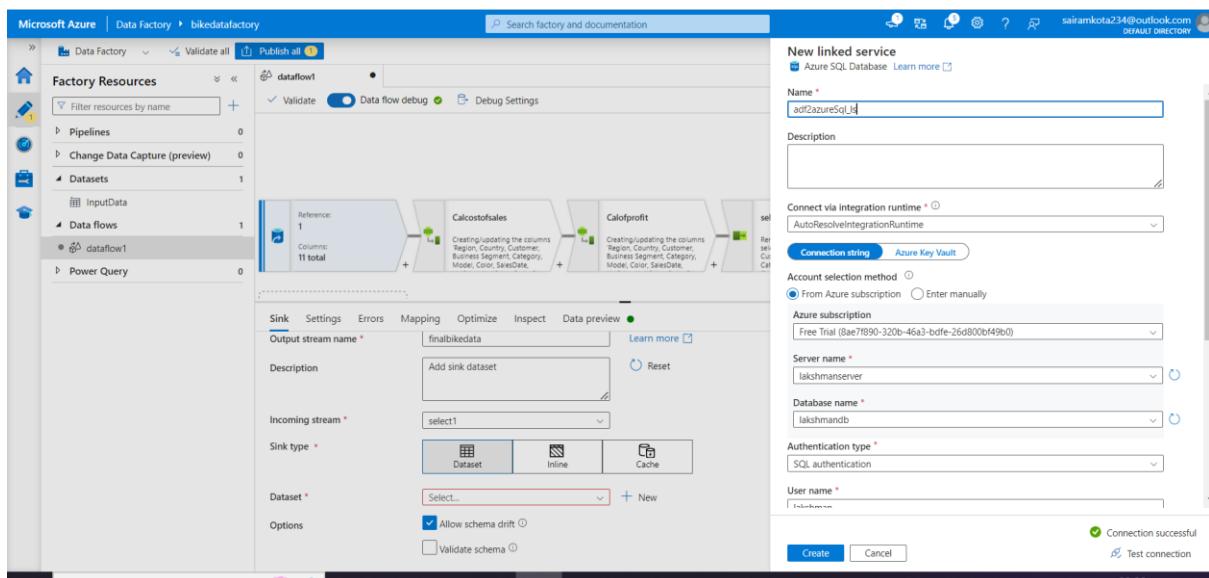 Microsoft Azure | Data Factory ▸ bikedatafactory
Search factory and documentation
sairamkota234@outlook.com
DEFAULT DIRECTORY
Data Factory
Validate all
Publish all 1
Factory Resources
Filter resources by name
Pipelines 0
Change Data Capture (preview) 0
Datasets 1
InputData
Data flows 1
dataflow1
Power Query 0
dataflow1
Validate
Data flow debug
Debug Settings
Reference:
1
Columns:
11 total
Calcostofsales
Creating/updating the columns
'Region, Country, Customer,
Business Segment, Category,
Model, Color, SalesDate,
Calofprofit
Creating/updating the columns
'Region, Country, Customer,
Business Segment, Category,
Model, Color, SalesDate,
sel
Sink Settings Errors Mapping Optimize Inspect Data preview
Output stream name *
finalbikedata
Learn more
Description
Add sink dataset
Reset
Incoming stream *
select1
Sink type *
Dataset
Inline
Cache
Dataset *
Select...
+ New
Options
Allow schema drift
Validate schema
New linked service
Azure SQL Database Learn more
Name *
adf2azureSql_ls
Description
Connect via integration runtime *
AutoResolveIntegrationRuntime
Connection string
Azure Key Vault
Account selection method
From Azure subscription
Enter manually
Azure subscription
Free Trial (8ae7f890-320b-46a3-bdfe-26d800bf49b0)
Server name *
lakshmanserver
Database name *
lakshmandb
Authentication type *
SQL authentication
User name *
lakshman
Connection successful
Create
Cancel
Test connection